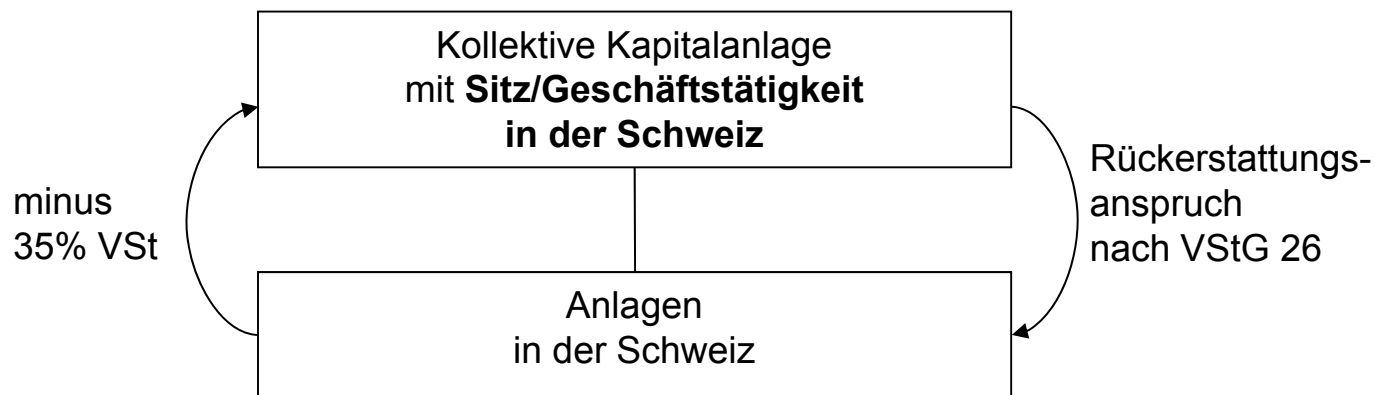 Kollektive Kapitalanlage
mit Sitz/Geschäftstätigkeit
in der Schweiz
minus
35% VSt
Rückerstattungs-
anspruch
nach VStG 26
Anlagen
in der Schweiz